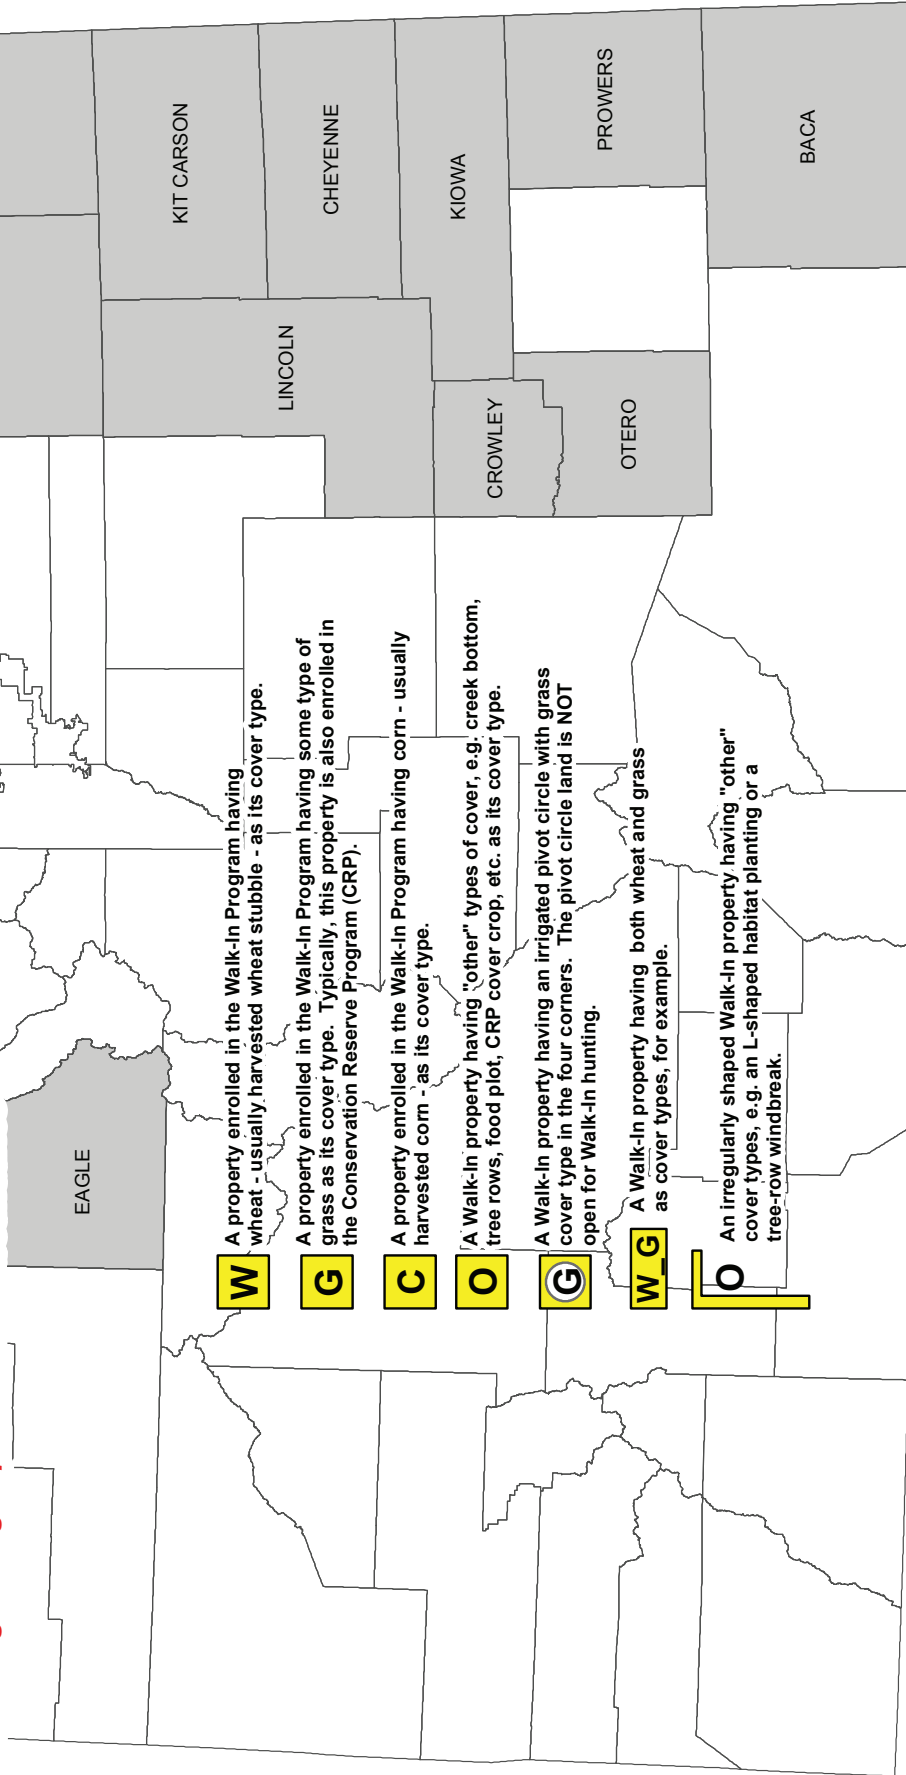 KIT CARSON
CHEYENNE
KIOWA
PROWERS
BACA
LINCOLN
CROWLEY
OTERO
EAGLE
W
A property enrolled in the Walk-In Program having
wheat - usually harvested wheat stubble - as its cover type.
G
A property enrolled in the Walk-In Program having some type of
grass as its cover type. Typically, this property is also enrolled in
the Conservation Reserve Program (CRP).
C
A property enrolled in the Walk-In Program having corn - usually
harvested corn - as its cover type.
O
A Walk-In property having "other" types of cover, e.g. creek bottom,
tree rows, food plot, CRP cover crop, etc. as its cover type.
G
A Walk-In property having an irrigated pivot circle with grass
cover type in the four corners. The pivot circle land is NOT
open for Walk-In hunting.
W_G
A Walk-In property having both wheat and grass
as cover types, for example.
O
An irregularly shaped Walk-In property having "other"
cover types, e.g. an L-shaped habitat planting or a
tree-row windbreak.